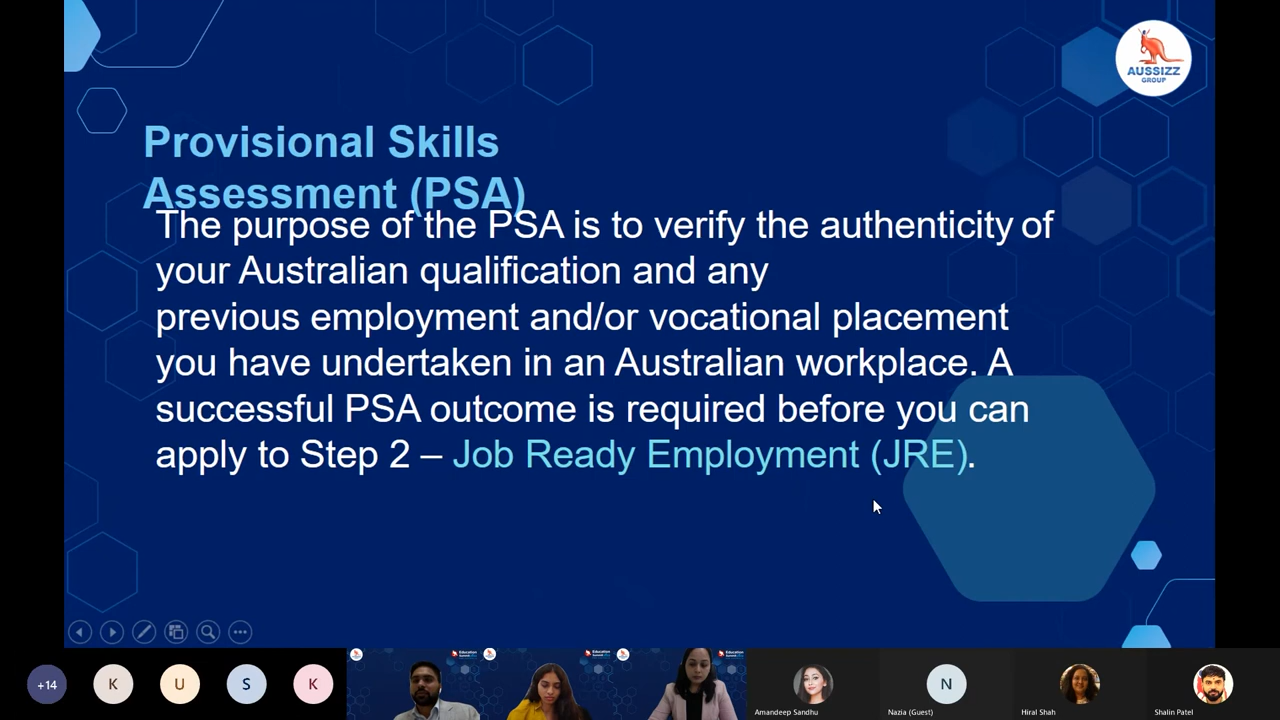 AUSSIZZ
GROUP
Provisional Skills
Assessment (PSA)
The purpose of the PSA is to verify the authenticity of
your Australian qualification and any
previous employment and/or vocational placement
you have undertaken in an Australian workplace. A
successful PSA outcome is required before you can
apply to Step 2 – Job Ready Employment (JRE).
+14
K
U
S
K
Education
Education
Education
Amandeep Sandhu
N
Nazia (Guest)
Hiral Shah
Shalin Patel